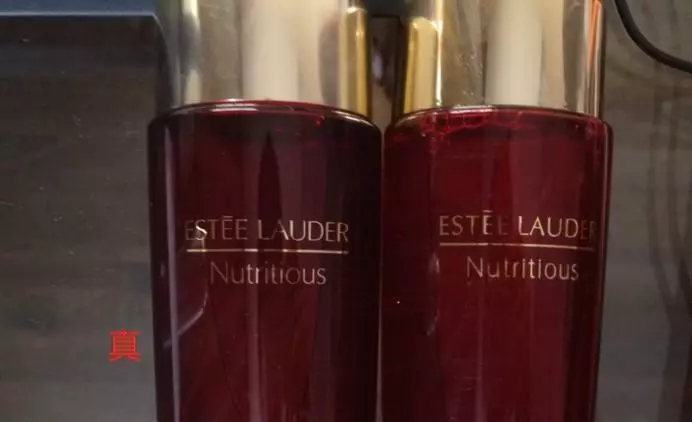 ESTĒE LAUDER
Nutritious
ESTĒE LAUDER
Nutritious
真